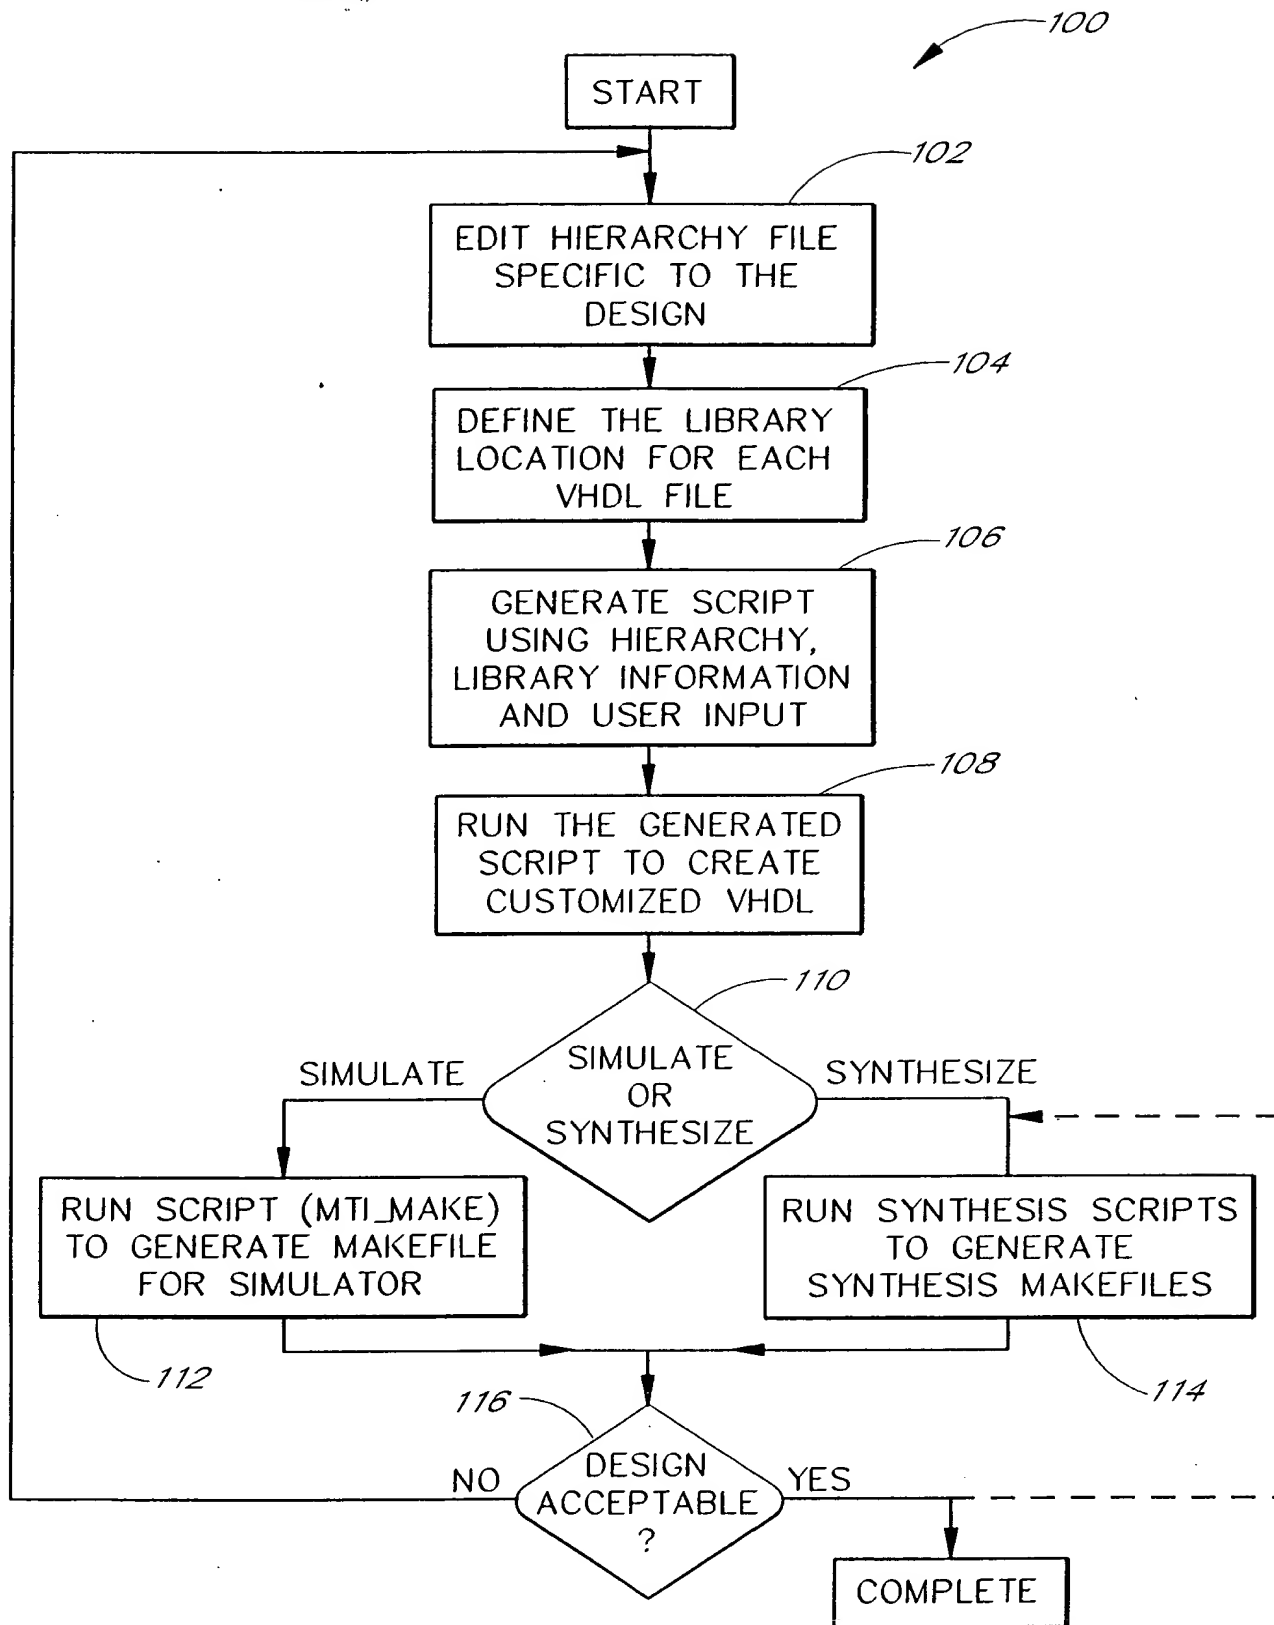 100
START
102
EDIT HIERARCHY FILE
SPECIFIC TO THE
DESIGN
104
DEFINE THE LIBRARY
LOCATION FOR EACH
VHDL FILE
106
GENERATE SCRIPT
USING HIERARCHY,
LIBRARY INFORMATION
AND USER INPUT
108
RUN THE GENERATED
SCRIPT TO CREATE
CUSTOMIZED VHDL
110
SIMULATE
SIMULATE
OR
SYNTHESIZE
SYNTHESIZE
RUN SCRIPT (MTI_MAKE)
TO GENERATE MAKEFILE
FOR SIMULATOR
112
RUN SYNTHESIS SCRIPTS
TO GENERATE
SYNTHESIS MAKEFILES
114
116
NO
DESIGN
ACCEPTABLE
?
YES
COMPLETE